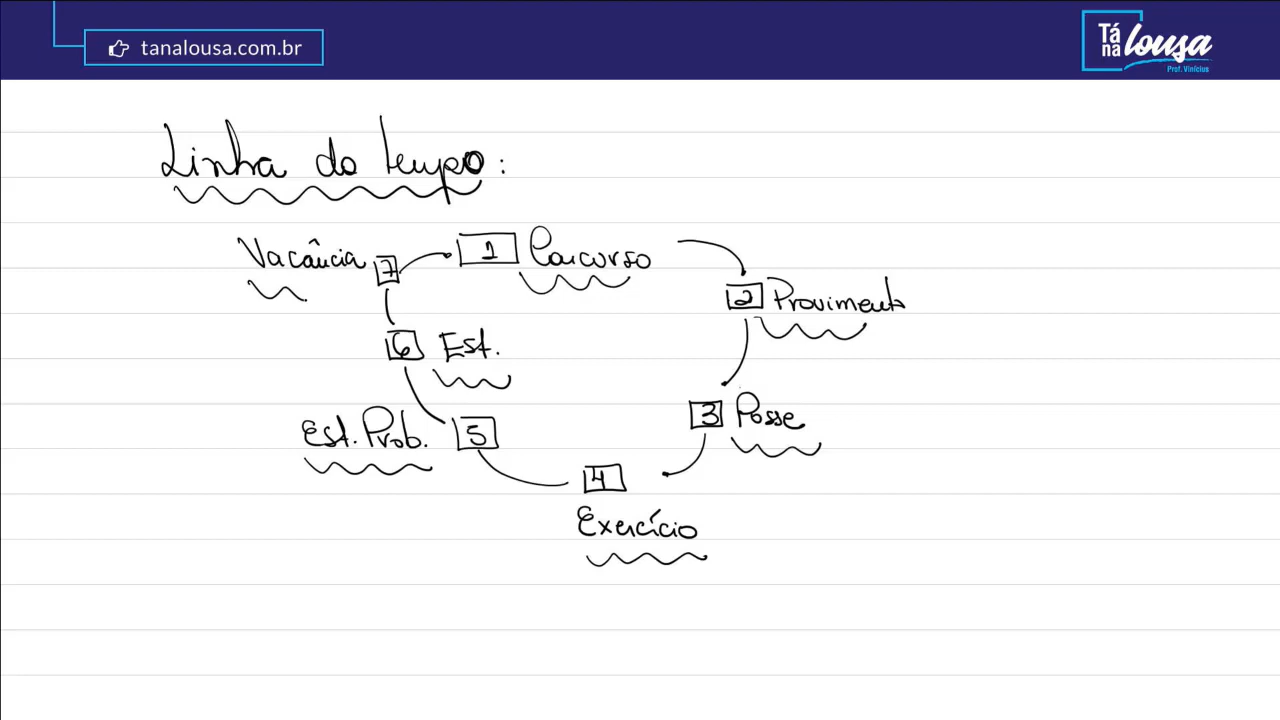 tanalousa.com.br
Tá na lousa
Prof. Vinícius
Linha do tempo:
1 Concurso
2 Provimento
3 Posse
4
Exercício
Est. Prob. 5
6 Est.
Vacância 7